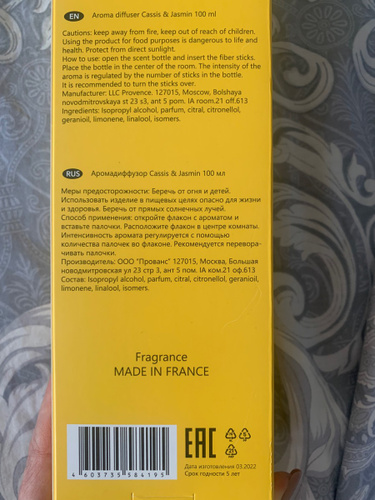 EN Aroma diffuser Cassis & Jasmin 100 ml
Cautions: keep away from fire, keep out of reach of children.
Using the product for food purposes is dangerous to life and
health. Protect from direct sunlight.
How to use: open the scent bottle and insert the fiber sticks.
Place the bottle in the center of the room. The intensity of the
aroma is regulated by the number of sticks in the bottle.
It is recommended to turn the sticks over.
Manufacturer: LLC Provence. 127015, Moscow, Bolshaya
novodmitrovskaya st 23 s3, ant 5 pom. IA room.21 off.613
Ingredients: Isopropyl alcohol, parfum, citral, citronellol,
geraniol, limonene, linalool, isomers.
RUS Аромадиффузор Cassis & Jasmin 100 мл
Меры предосторожности: Беречь от огня и детей.
Использовать изделие в пищевых целях опасно для жизни
и здоровья. Беречь от прямых солнечных лучей.
Способ применения: откройте флакон с ароматом и
вставьте палочки. Расположите флакон в центре комнаты.
Интенсивность аромата регулируется с помощью
количества палочек во флаконе. Рекомендуется перевора-
чивать палочки.
Производитель: ООО "Прованс" 127015, Москва, Большая
новодмитровская ул 23 стр 3, ант 5 пом. IA ком.21 оф.613
Состав: Isopropyl alcohol, parfum, citral, citronellol, geraniol,
limonene, linalool, isomers.
Fragrance
MADE IN FRANCE
4 603735 564195
EAC
Дата изготовления 03.2022
Срок годности 5 лет